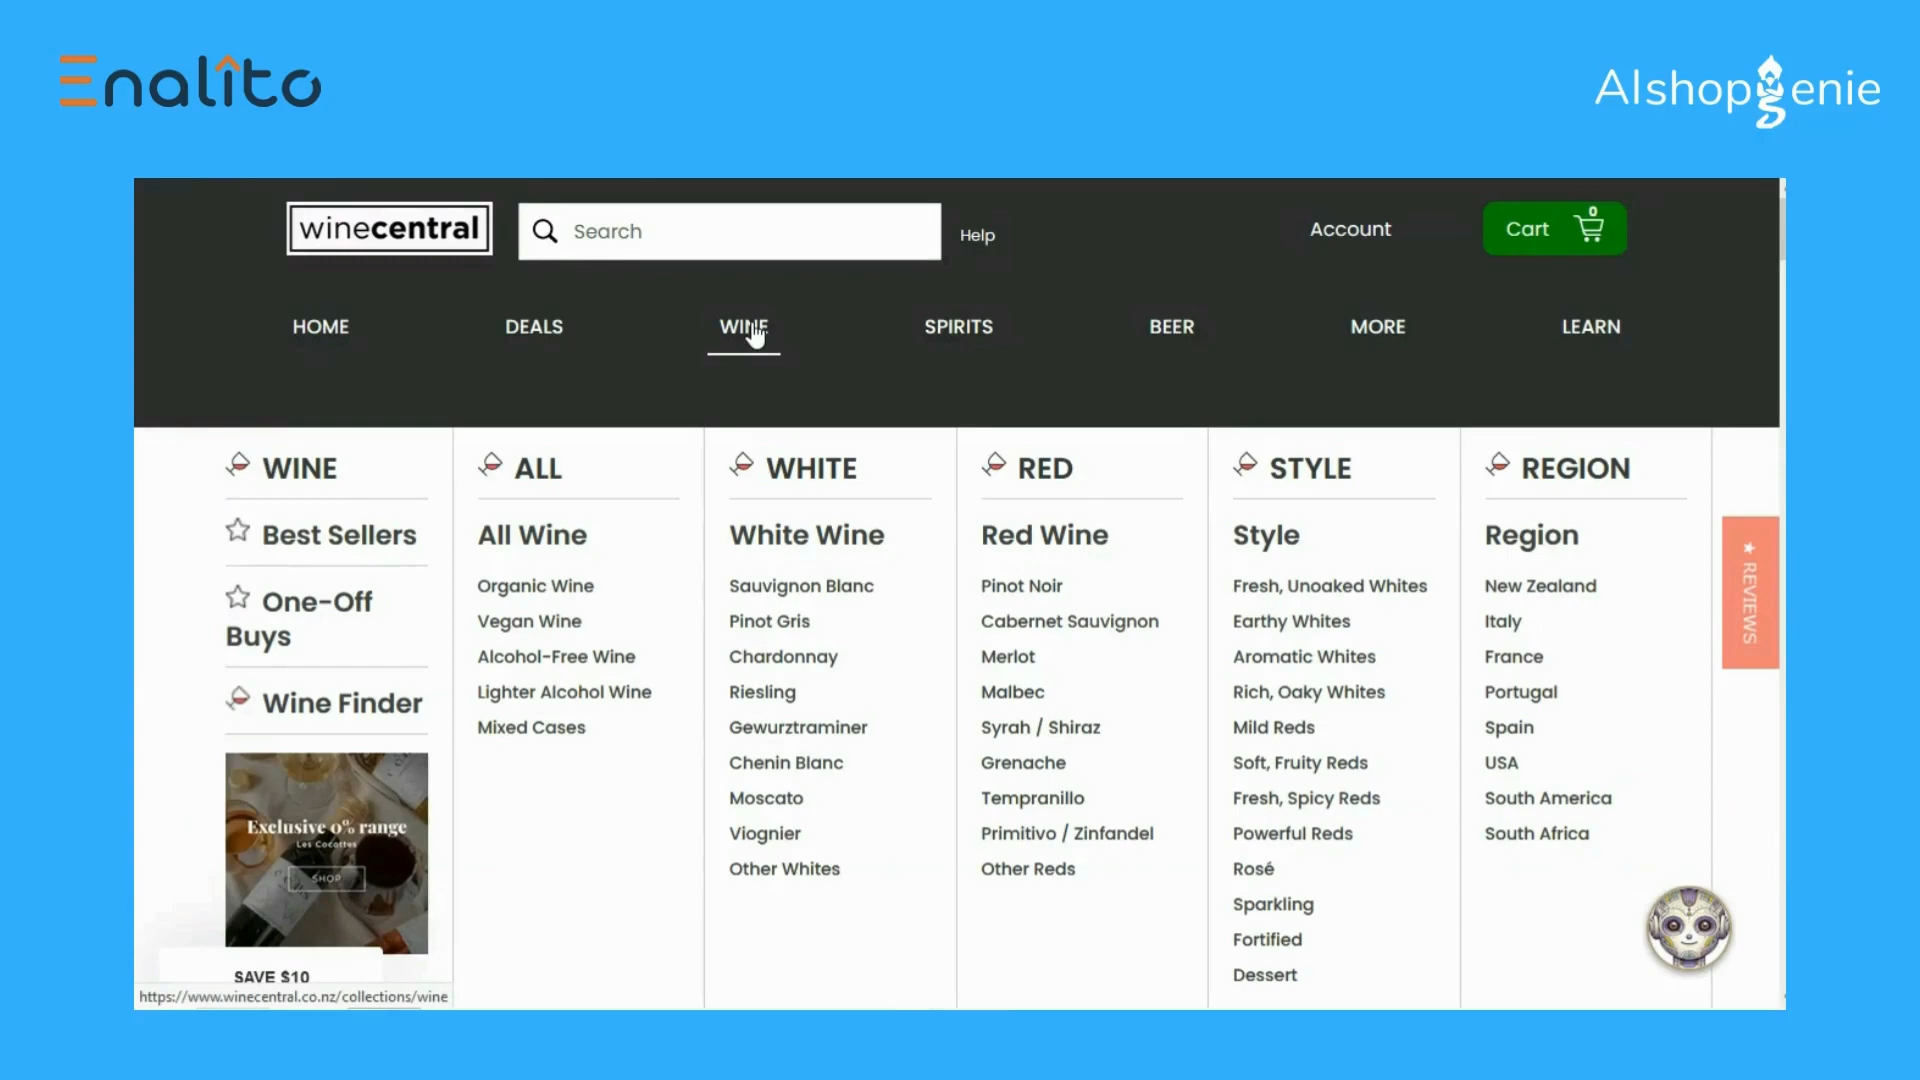 Enalito
AIshopgenie
winecentral
Search
Help
Account
Cart
0
HOME
DEALS
WINE
SPIRITS
BEER
MORE
LEARN
WINE
Best Sellers
One-Off
Buys
Wine Finder
Exclusive 0% range
Les Cocottes
SHOP
SAVE $10
https://www.winecentral.co.nz/collections/wine
ALL
All Wine
Organic Wine
Vegan Wine
Alcohol-Free Wine
Lighter Alcohol Wine
Mixed Cases
WHITE
White Wine
Sauvignon Blanc
Pinot Gris
Chardonnay
Riesling
Gewurztraminer
Chenin Blanc
Moscato
Viognier
Other Whites
RED
Red Wine
Pinot Noir
Cabernet Sauvignon
Merlot
Malbec
Syrah / Shiraz
Grenache
Tempranillo
Primitivo / Zinfandel
Other Reds
STYLE
Style
Fresh, Unoaked Whites
Earthy Whites
Aromatic Whites
Rich, Oaky Whites
Mild Reds
Soft, Fruity Reds
Fresh, Spicy Reds
Powerful Reds
Rosé
Sparkling
Fortified
Dessert
REGION
Region
New Zealand
Italy
France
Portugal
Spain
USA
South America
South Africa
★ REVIEWS